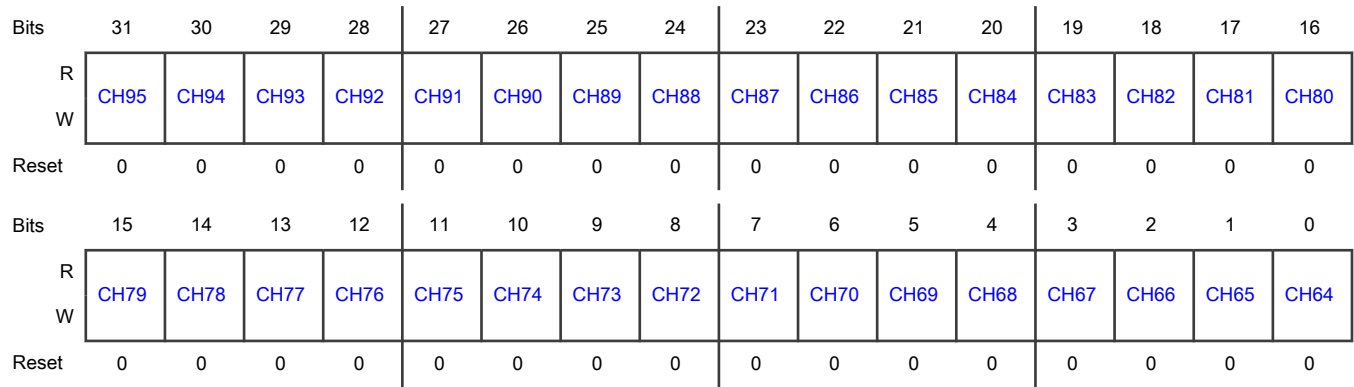 Bits 31 30 29 28 27 26 25 24 23 22 21 20 19 18 17 16
R
CH95 CH94 CH93 CH92 CH91 CH90 CH89 CH88 CH87 CH86 CH85 CH84 CH83 CH82 CH81 CH80
W
Reset 0 0 0 0 0 0 0 0 0 0 0 0 0 0 0 0
Bits 15 14 13 12 11 10 9 8 7 6 5 4 3 2 1 0
R
CH79 CH78 CH77 CH76 CH75 CH74 CH73 CH72 CH71 CH70 CH69 CH68 CH67 CH66 CH65 CH64
W
Reset 0 0 0 0 0 0 0 0 0 0 0 0 0 0 0 0